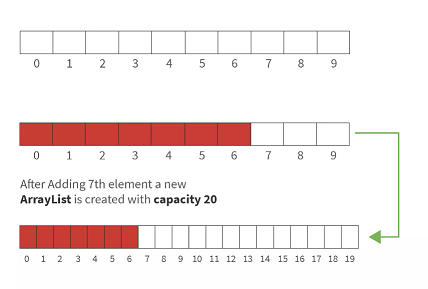 0 1 2 3 4 5 6 7 8 9
0 1 2 3 4 5 6 7 8 9
After Adding 7th element a new
ArrayList is created with capacity 20
0 1 2 3 4 5 6 7 8 9 10 11 12 13 14 15 16 17 18 19